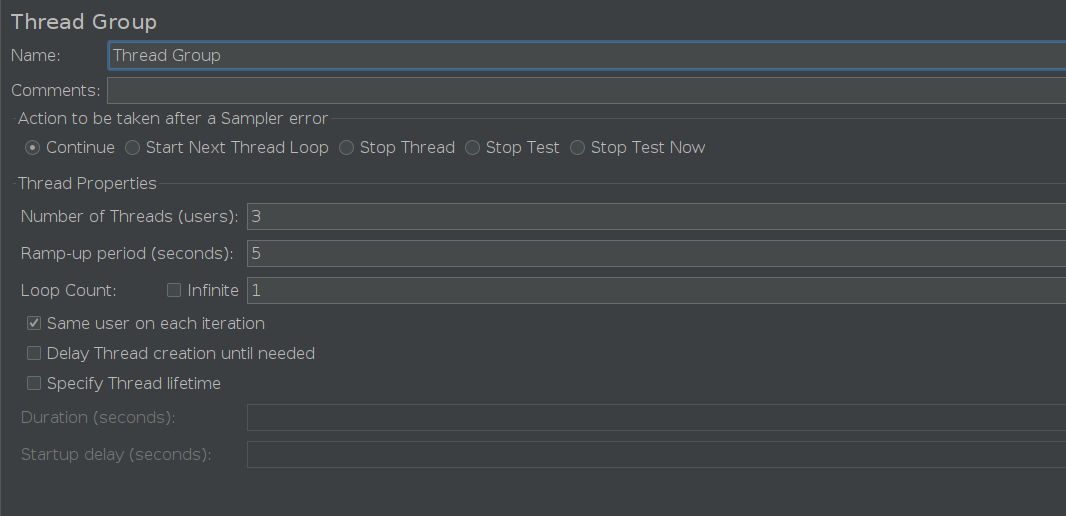 Thread Group
Name: Thread Group
Comments:
Action to be taken after a Sampler error
Continue Start Next Thread Loop Stop Thread Stop Test Stop Test Now
Thread Properties
Number of Threads (users): 3
Ramp-up period (seconds): 5
Loop Count: Infinite 1
Same user on each iteration
Delay Thread creation until needed
Specify Thread lifetime
Duration (seconds):
Startup delay (seconds):